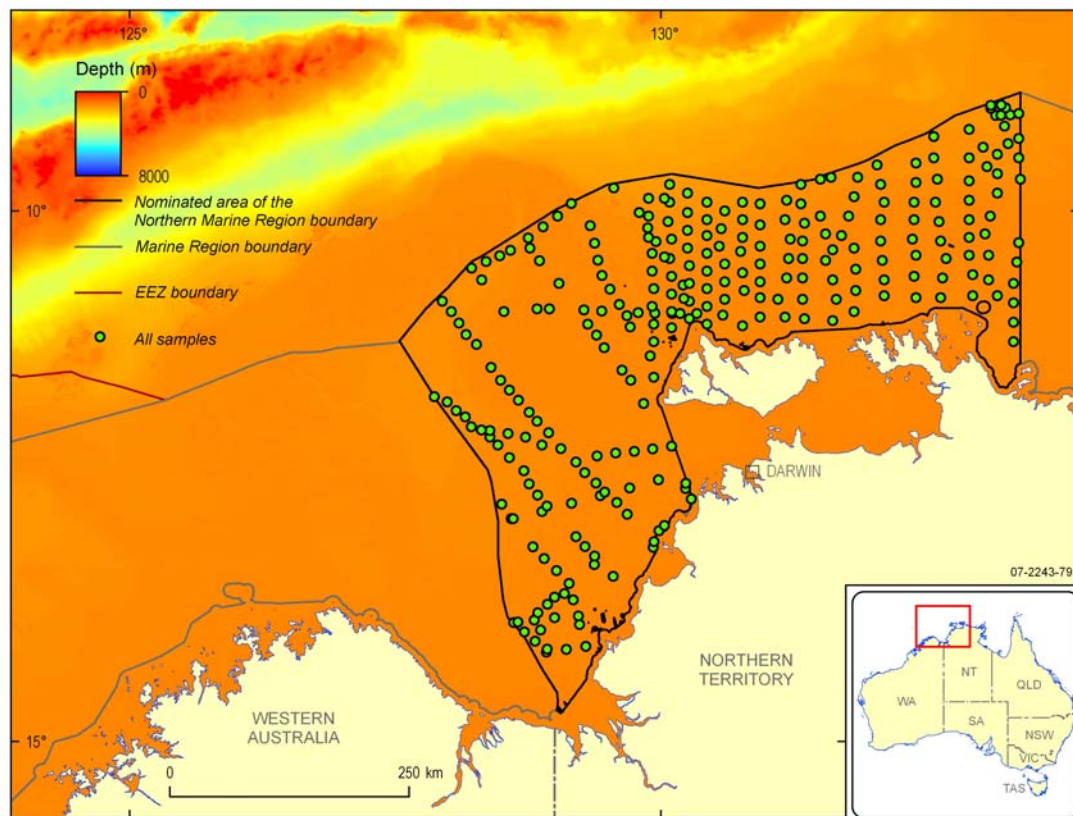 125°
130°
Depth (m)
0
8000
10°
Nominated area of the
Northern Marine Region boundary
Marine Region boundary
EEZ boundary
All samples
DARWIN
07-2243-79
NORTHERN
TERRITORY
WESTERN
AUSTRALIA
15°
0
250 km
NT
QLD
WA
SA
NSW
VIC
TAS